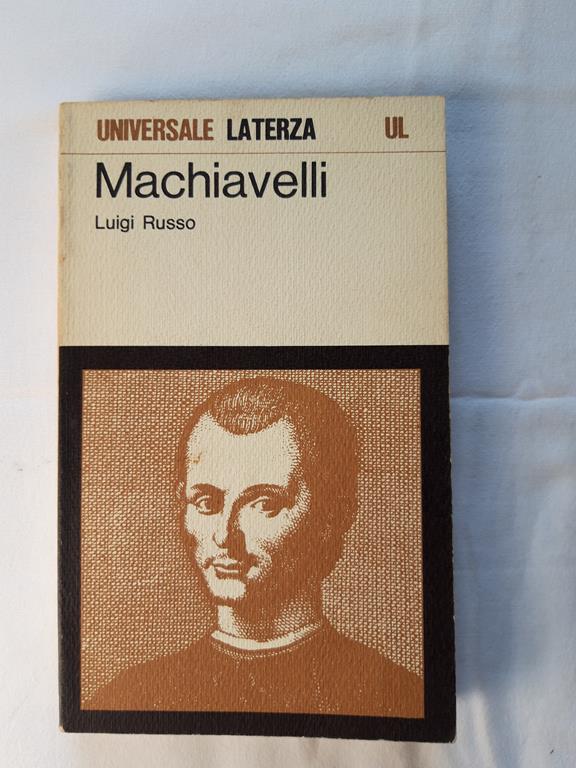 UNIVERSALE LATERZA UL
Machiavelli
Luigi Russo